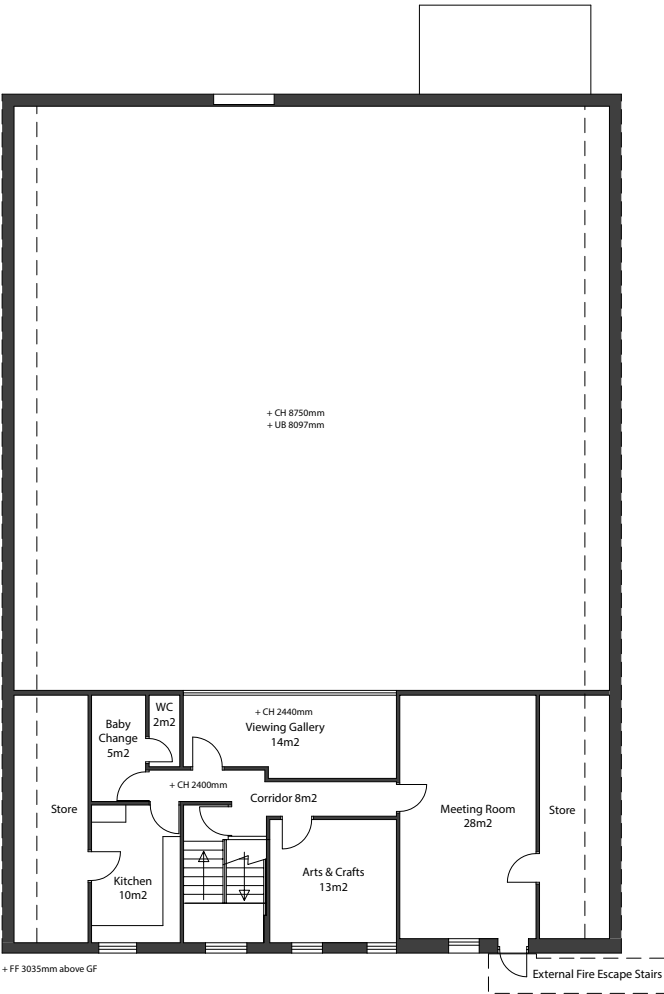 + CH 8750mm
+ UB 8097mm
WC
2m2
+ CH 2440mm
Viewing Gallery
14m2
Baby
Change
5m2
+ CH 2400mm
Corridor 8m2
Store
Meeting Room
28m2
Store
Kitchen
10m2
Arts & Crafts
13m2
+ FF 3035mm above GF
External Fire Escape Stairs